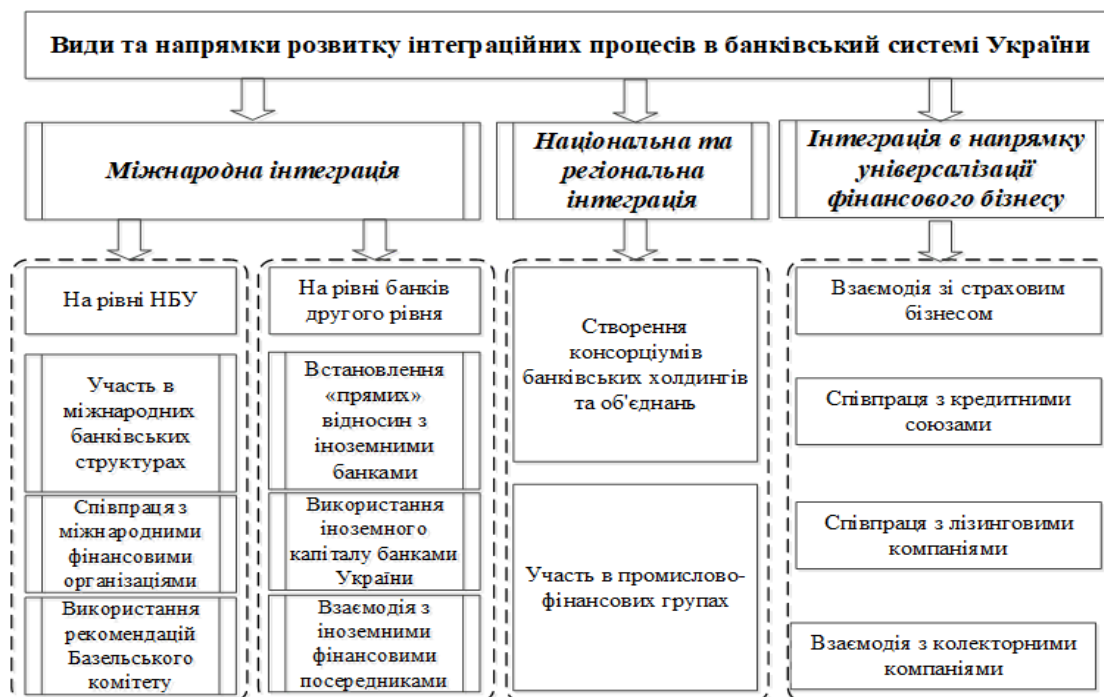 Види та напрямки розвитку інтеграційних процесів в банківський системі України
Міжнародна інтеграція
Національна та
регіональна
інтеграція
Інтеграція в напрямку
універсалізації
фінансового бізнесу
На рівні НБУ
Участь в
міжнародних
банківських
структурах
Співпраця з
міжнародними
фінансовими
організаціями
Використання
рекомендацій
Базельського
комітету
На рівні банків
другого рівня
Встановлення
«прямих»
відносин з
іноземними
банками
Використання
іноземного
капіталу банками
України
Взаємодія з
іноземними
фінансовими
посередниками
Створення
консорціумів
банківських холдингів
та об'єднань
Участь в промислово-
фінансових групах
Взаємодія зі страховим
бізнесом
Співпраця з кредитними
союзами
Співпраця з лізинговими
компаніями
Взаємодія з колекторними
компаніями